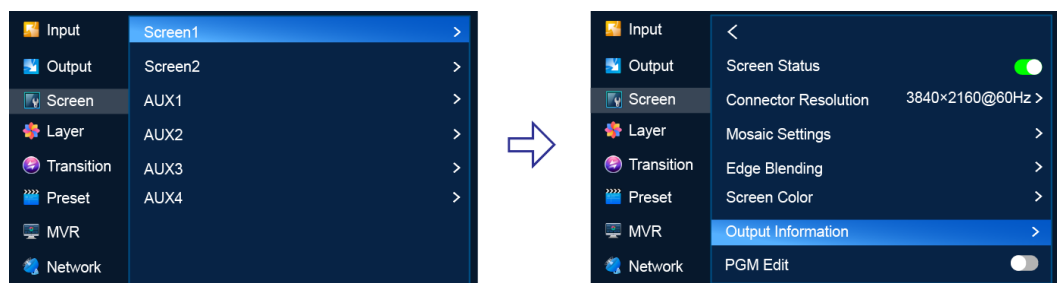 Input
Output
Screen
Layer
Transition
Preset
MVR
Network
Screen1 >
Screen2 >
AUX1 >
AUX2 >
AUX3 >
AUX4 >
Input
Output
Screen
Layer
Transition
Preset
MVR
Network
<
Screen Status
Connector Resolution 3840×2160@60Hz >
Mosaic Settings >
Edge Blending >
Screen Color >
Output Information >
PGM Edit